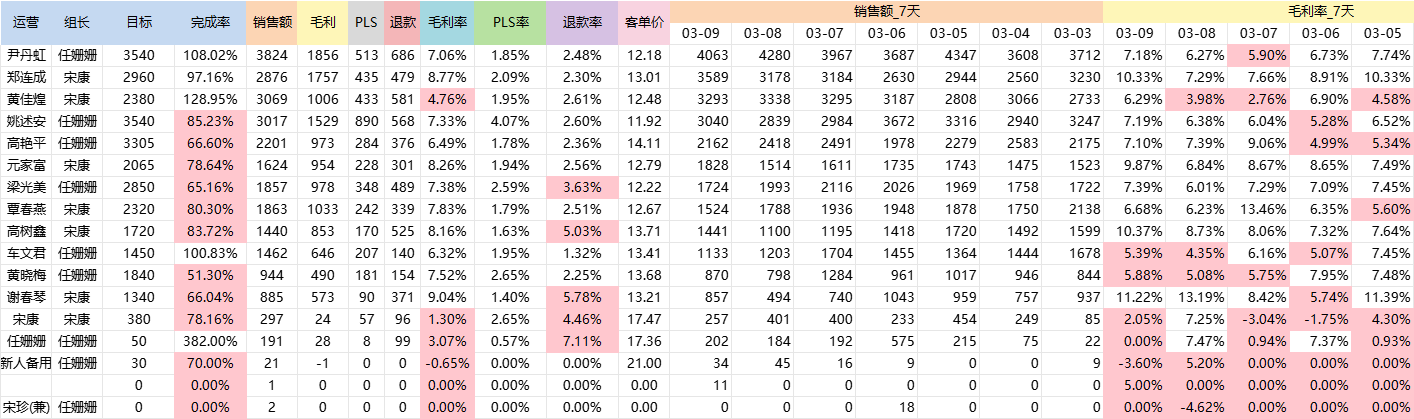 运营 组长 目标 完成率 销售额 毛利 PLS 退款 毛利率 PLS率 退款率 客单价 销售额_7天 毛利率_7天
03-09 03-08 03-07 03-06 03-05 03-04 03-03 03-09 03-08 03-07 03-06 03-05
尹丹虹 任姗姗 3540 108.02% 3824 1856 513 686 7.06% 1.85% 2.48% 12.18 4063 4280 3967 3687 4347 3608 3712 7.18% 6.27% 5.90% 6.73% 7.74%
郑连成 宋康 2960 97.16% 2876 1757 435 479 8.77% 2.09% 2.30% 13.01 3589 3178 3184 2630 2944 2560 3230 10.33% 7.29% 7.66% 8.91% 10.33%
黄佳煌 宋康 2380 128.95% 3069 1006 433 581 4.76% 1.95% 2.61% 12.48 3293 3338 3295 3187 2808 3066 2733 6.29% 3.98% 2.76% 6.90% 4.58%
姚述安 任姗姗 3540 85.23% 3017 1529 890 568 7.33% 4.07% 2.60% 11.92 3040 2839 2984 3672 3316 2940 3247 7.19% 6.38% 6.04% 5.28% 6.52%
高艳平 任姗姗 3305 66.60% 2201 973 284 376 6.49% 1.78% 2.36% 14.11 2162 2418 2491 1978 2279 2583 2175 7.10% 7.39% 9.06% 4.99% 5.34%
元家富 宋康 2065 78.64% 1624 954 228 301 8.26% 1.94% 2.56% 12.79 1828 1514 1611 1735 1743 1475 1523 9.87% 6.84% 8.67% 8.65% 7.49%
梁光美 任姗姗 2850 65.16% 1857 978 348 489 7.38% 2.59% 3.63% 12.22 1724 1993 2116 2026 1969 1758 1722 7.39% 6.01% 7.29% 7.09% 7.45%
覃春燕 宋康 2320 80.30% 1863 1033 242 339 7.83% 1.79% 2.51% 12.67 1524 1788 1936 1948 1878 1750 2138 6.68% 6.23% 13.46% 6.35% 5.60%
高树鑫 宋康 1720 83.72% 1440 853 170 525 8.16% 1.63% 5.03% 13.71 1441 1100 1195 1418 1720 1492 1599 10.37% 8.73% 8.06% 7.32% 7.64%
车文君 任姗姗 1450 100.83% 1462 646 207 140 6.32% 1.95% 1.32% 13.41 1133 1203 1704 1455 1364 1444 1678 5.39% 4.35% 6.16% 5.07% 7.45%
黄晓梅 任姗姗 1840 51.30% 944 490 181 154 7.52% 2.65% 2.25% 13.68 870 798 1284 961 1017 946 844 5.88% 5.08% 5.75% 7.95% 7.48%
谢春琴 宋康 1340 66.04% 885 573 90 371 9.04% 1.40% 5.78% 13.21 857 494 740 1043 959 757 937 11.22% 13.19% 8.42% 5.74% 11.39%
宋康 宋康 380 78.16% 297 24 57 96 1.30% 2.65% 4.46% 17.47 257 401 400 233 454 249 85 2.05% 7.25% -3.04% -1.75% 4.30%
任姗姗 任姗姗 50 382.00% 191 28 8 99 3.07% 0.57% 7.11% 17.36 202 184 192 575 215 75 22 0.00% 7.47% 0.94% 7.37% 0.93%
新人备用 任姗姗 30 70.00% 21 -1 0 0 -0.65% 0.00% 0.00% 21.00 34 45 16 9 0 0 9 -3.60% 5.20% 0.00% 0.00% 0.00%
0 0.00% 1 0 0 0 0.00% 0.00% 0.00% 0.00 11 0 0 0 0 0 0 5.00% 0.00% 0.00% 0.00% 0.00%
宋珍(兼) 任姗姗 0 0.00% 2 0 0 0 0.00% 0.00% 0.00% 0.00 0 0 0 18 0 0 0 0.00% -4.62% 0.00% 0.00% 0.00%